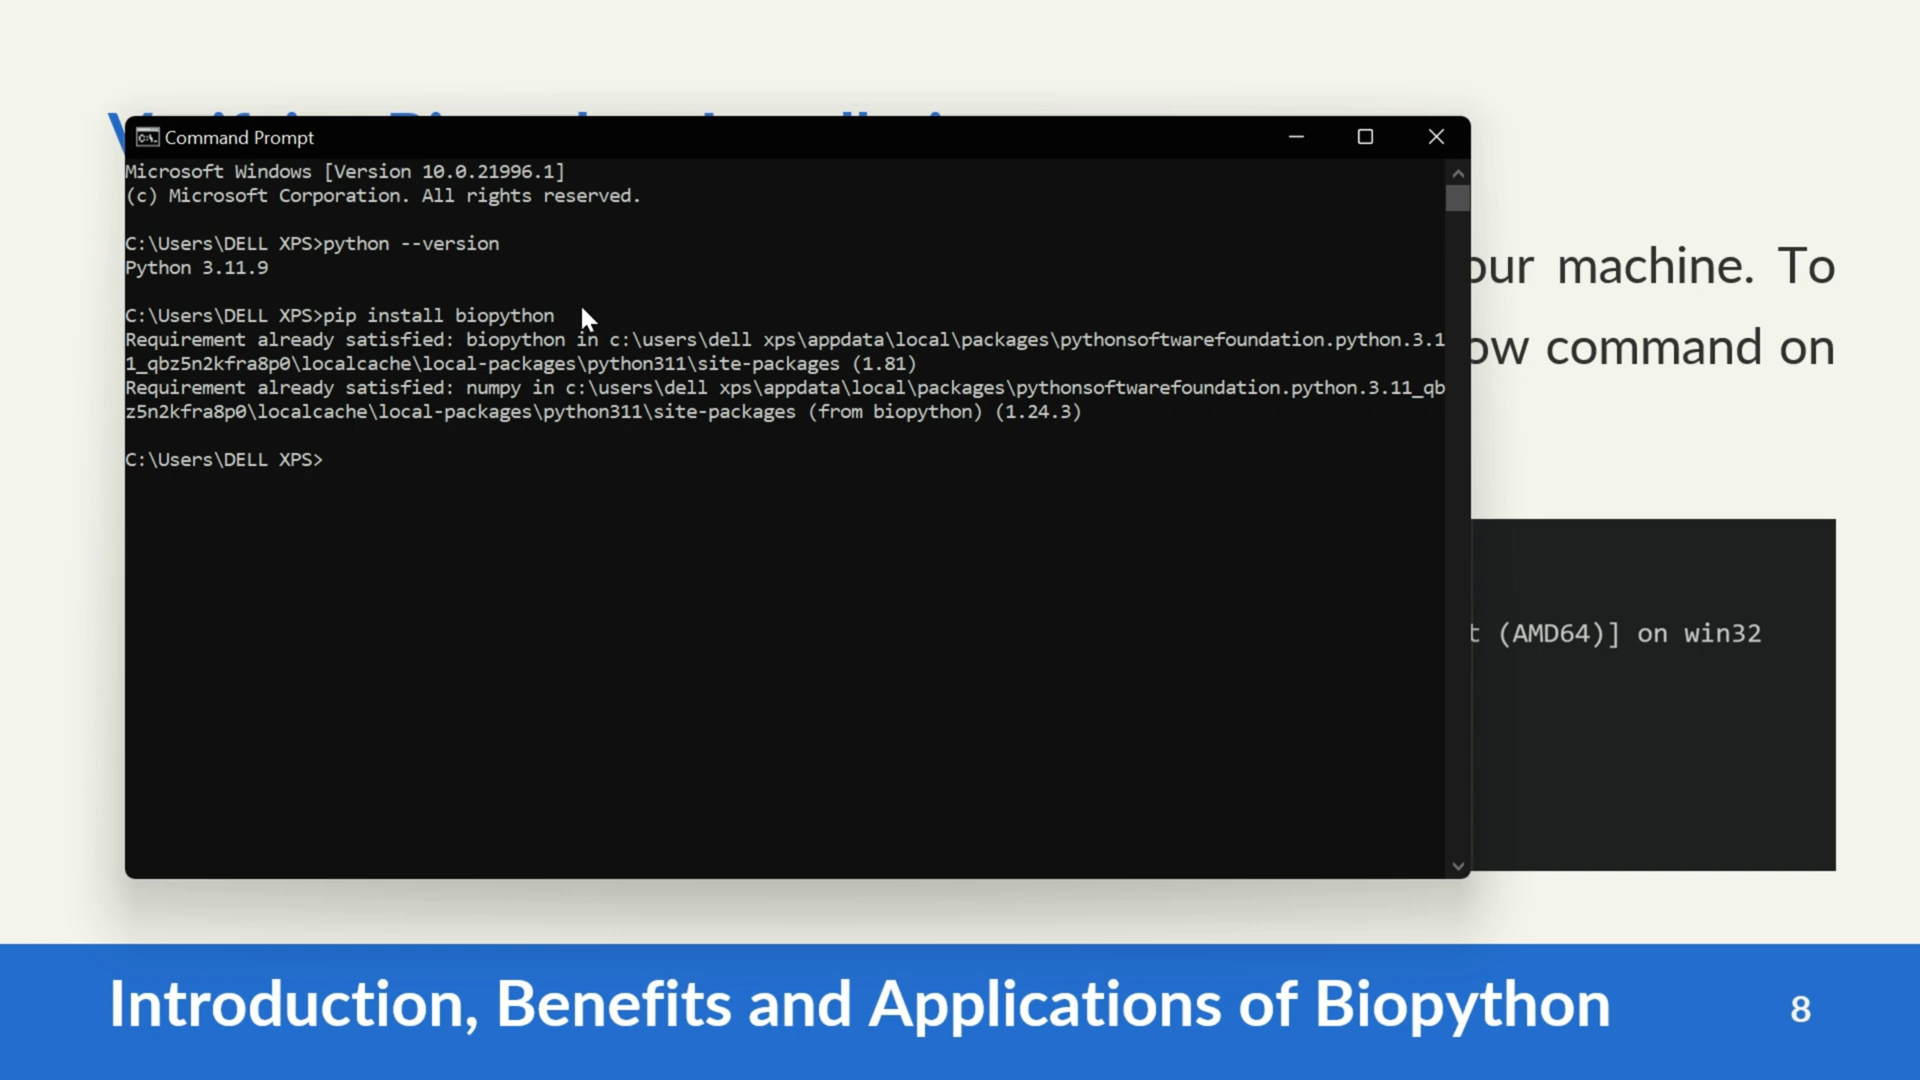 Command Prompt
Microsoft Windows [Version 10.0.21996.1]
(c) Microsoft Corporation. All rights reserved.
C:\Users\DELL XPS>python --version
Python 3.11.9
C:\Users\DELL XPS>pip install biopython
Requirement already satisfied: biopython in c:\users\dell xps\appdata\local\packages\pythonsoftwarefoundation.python.3.1
1_qbz5n2kfra8p0\localcache\local-packages\python311\site-packages (1.81)
Requirement already satisfied: numpy in c:\users\dell xps\appdata\local\packages\pythonsoftwarefoundation.python.3.11_qb
z5n2kfra8p0\localcache\local-packages\python311\site-packages (from biopython) (1.24.3)
C:\Users\DELL XPS>
our machine. To
ow command on
t (AMD64)] on win32
Introduction, Benefits and Applications of Biopython
8